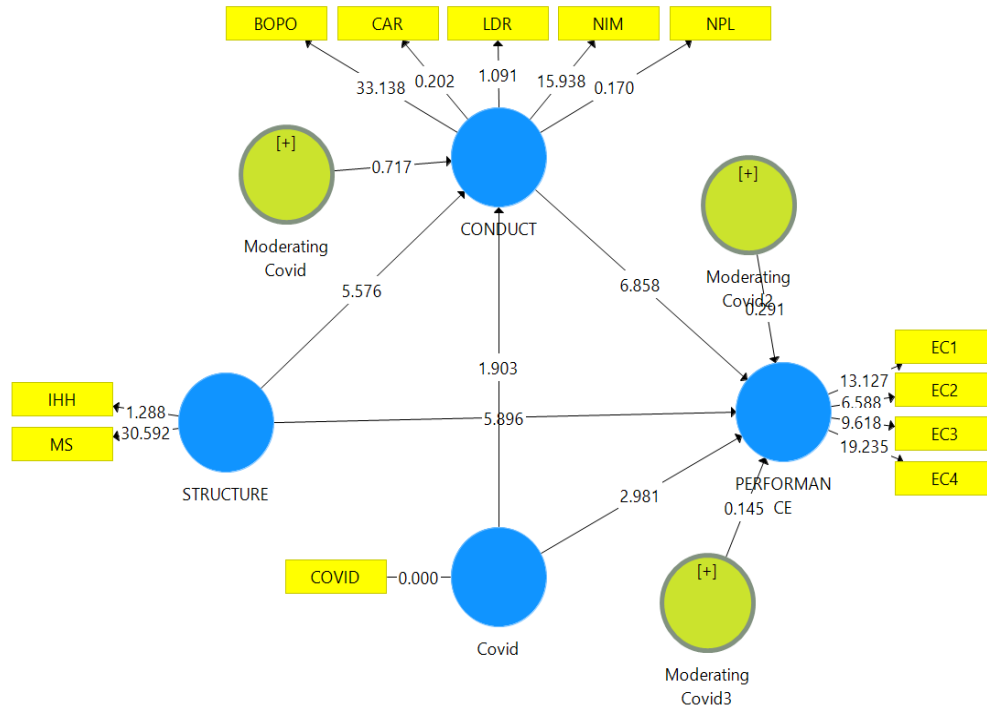 BOPO CAR LDR NIM NPL
33.138 0.202 1.091 15.938 0.170
[+]
0.717
Moderating
Covid
CONDUCT
[+]
Moderating
Covid2
0.291
5.576
6.858
1.903
EC1
13.127
EC2
6.588
EC3
9.618
EC4
19.235
IHH
1.288
MS
30.592
STRUCTURE
5.896
PERFORMAN
CE
2.981
0.145
COVID
0.000
Covid
[+]
Moderating
Covid3